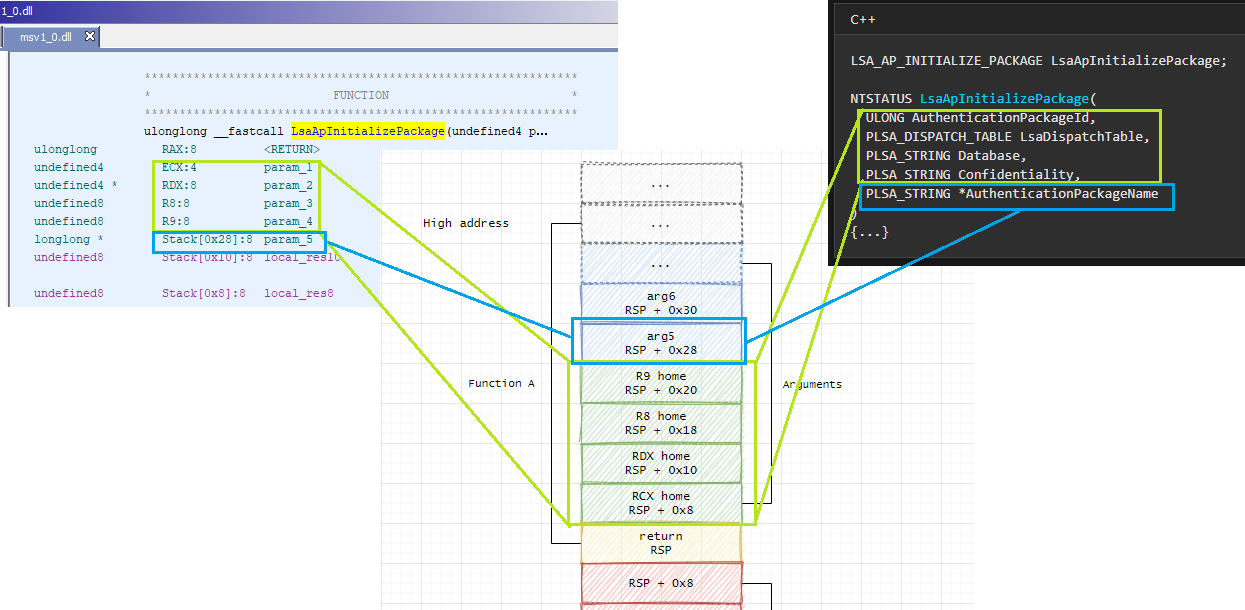 1_0.dll
msv1_0.dll
**************************************************************
* FUNCTION *
**************************************************************
ulonglong __fastcall LsaApInitializePackage(undefined4 p...
ulonglong RAX:8 <RETURN>
undefined4 ECX:4 param_1
undefined4 * RDX:8 param_2
undefined8 R8:8 param_3
undefined8 R9:8 param_4
longlong * Stack[0x28]:8 param_5
undefined8 Stack[0x10]:8 local_res10
undefined8 Stack[0x8]:8 local_res8
High address
...
...
...
arg6
RSP + 0x30
arg5
RSP + 0x28
R9 home
RSP + 0x20
R8 home
RSP + 0x18
RDX home
RSP + 0x10
RCX home
RSP + 0x8
return
RSP
RSP + 0x8
Function A
Arguments
C++
LSA_AP_INITIALIZE_PACKAGE LsaApInitializePackage;
NTSTATUS LsaApInitializePackage(
ULONG AuthenticationPackageId,
PLSA_DISPATCH_TABLE LsaDispatchTable,
PLSA_STRING Database,
PLSA_STRING Confidentiality,
PLSA_STRING *AuthenticationPackageName
)
{...}